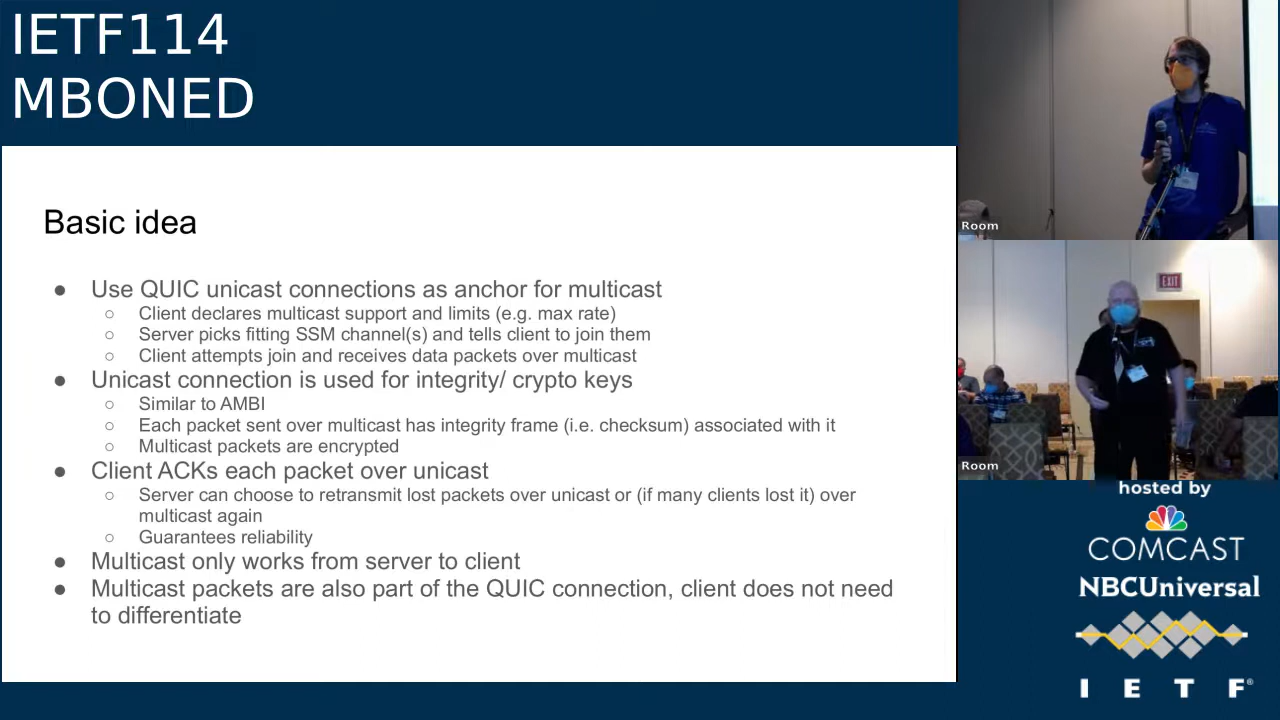 IETF114
MBONED
Basic idea
● Use QUIC unicast connections as anchor for multicast
○ Client declares multicast support and limits (e.g. max rate)
○ Server picks fitting SSM channel(s) and tells client to join them
○ Client attempts join and receives data packets over multicast
● Unicast connection is used for integrity/ crypto keys
○ Similar to AMBI
○ Each packet sent over multicast has integrity frame (i.e. checksum) associated with it
○ Multicast packets are encrypted
● Client ACKs each packet over unicast
○ Server can choose to retransmit lost packets over unicast or (if many clients lost it) over
multicast again
○ Guarantees reliability
● Multicast only works from server to client
● Multicast packets are also part of the QUIC connection, client does not need
to differentiate
Room
EXIT
Room
hosted by
COMCAST
NBCUniversal
I E T F®